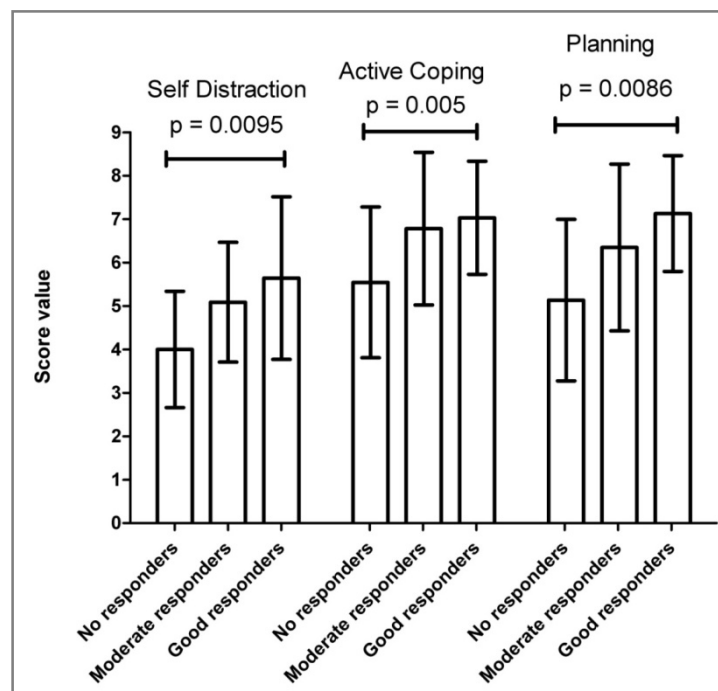 Self Distraction
p = 0.0095
Active Coping
p = 0.005
Planning
p = 0.0086
Score value
9
8
7
6
5
4
3
2
1
0
No responders
Moderate responders
Good responders
No responders
Moderate responders
Good responders
No responders
Moderate responders
Good responders